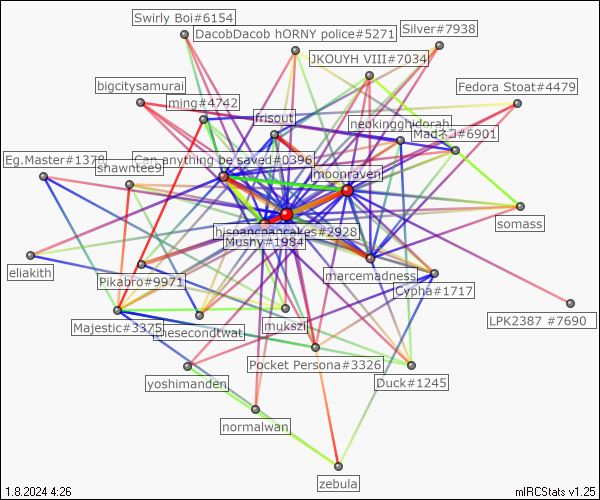 Swirly Boi#6154
DacobDacob hORNY police#5271
Silver#7938
JKOUYH VIII#7034
bigcitysamurai
Fedora Stoat#4479
ming#4742
frisout
neokingghidorah
Madネコ#6901
Eg.Master#1378
shawntee9
Can anything be saved#0396
moonraven
somass
hispanicpancakes#2928
Mushy#1984
eliakith
Pikabro#9971
marcemadness
Cypha#1717
LPK2387 #7690
Majestic#3375
thesecondtwat
mukszi
Pocket Persona#3326
yoshimanden
Duck#1245
normalwan
zebula
1.8.2024 4:26
mIRCStats v1.25